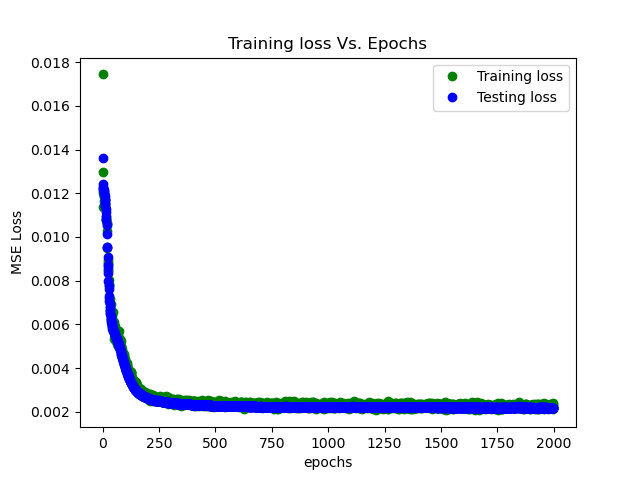 Training loss Vs. Epochs
0.018
0.016
0.014
0.012
0.010
0.008
0.006
0.004
0.002
MSE Loss
Training loss
Testing loss
0 250 500 750 1000 1250 1500 1750 2000
epochs